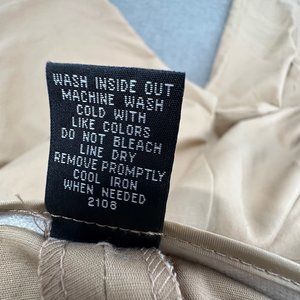 WASH INSIDE OUT
MACHINE WASH
COLD WITH
LIKE COLORS
DO NOT BLEACH
LINE DRY
REMOVE PROMPTLY
COOL IRON
WHEN NEEDED
2108